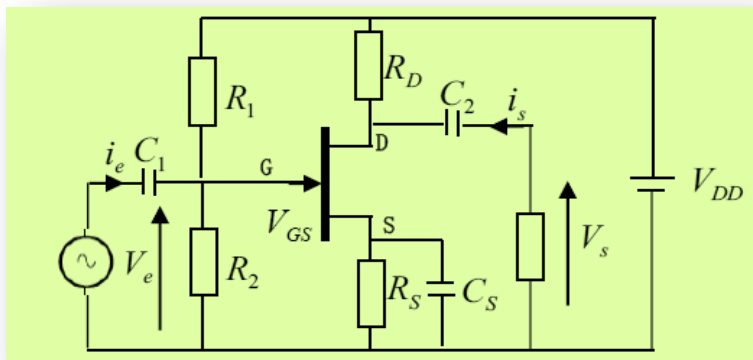 R_D
C_2
i_s
R_1
D
i_e
C_1
G
V_DD
V_GS
S
V_e
R_2
R_S
C_S
V_s